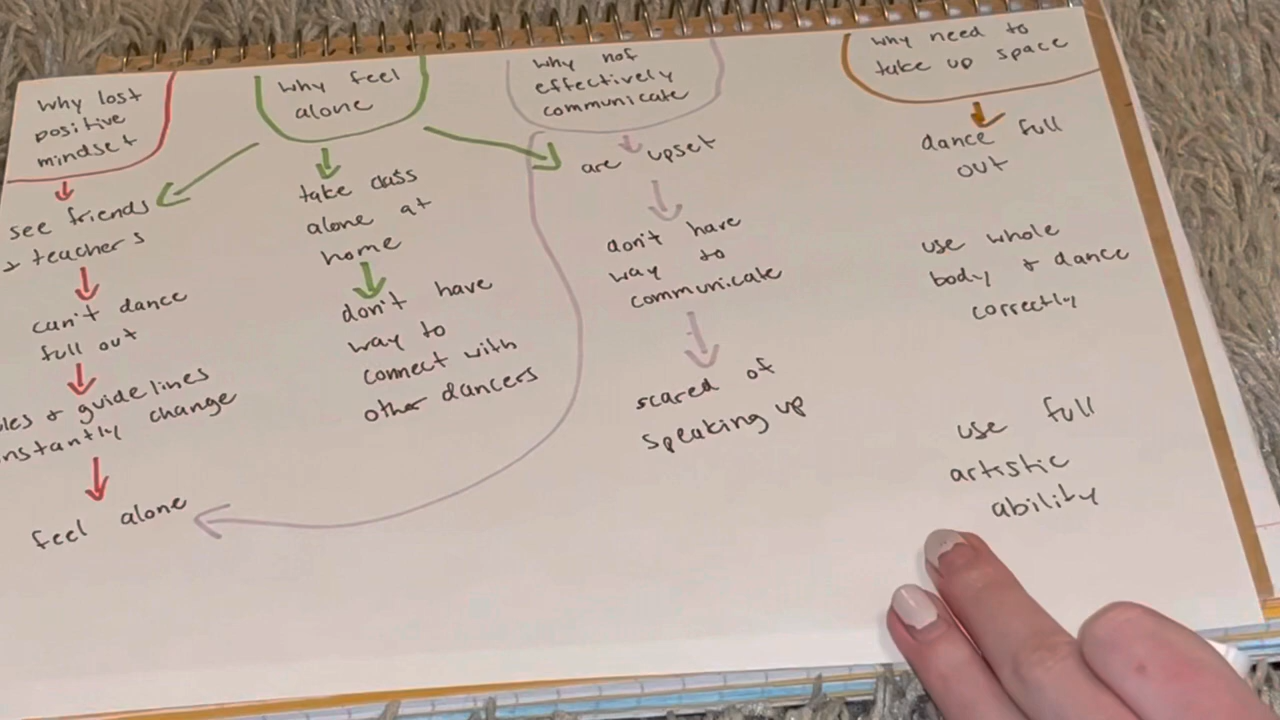 why lost
positive
mindset
see friends
teachers
can't dance
full out
guidelines
change
feel alone
why feel
alone
take class
alone at
home
don't have
way to
connect with
other dancers
why not
effectively
communicate
are upset
don't have
way to
communicate
scared of
speaking up
why need to
take up space
dance full
out
use whole
body + dance
correctly
use full
artistic
ability